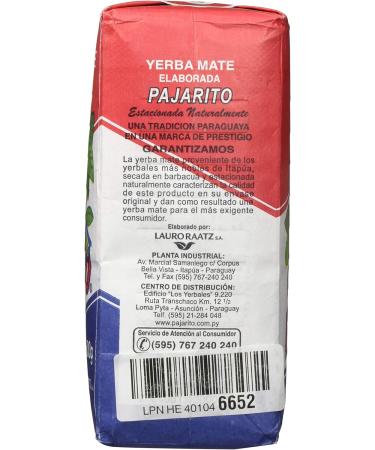 YERBA MATE
ELABORADA
PAJARITO
Estacionada Naturalmente
UNA TRADICION PARAGUAYA
EN UNA MARCA DE PRESTIGIO
GARANTIZAMOS
La yerba mate proveniente de los
yerbales más nobles de Itapúa,
secada en barbacua y estacionada
naturalmente caracterizan la calidad
de este producto en su envase
original y dan como resultado una
yerba mate para el más exigente
consumidor.
Elaborado por:
LAURO RAATZ S.A.
PLANTA INDUSTRIAL:
Av. Marcial Samaniego c/ Corpus
Bella Vista - Itapúa - Paraguay
Tel. y Fax (595) 767-240 240
CENTRO DE DISTRIBUCIÓN:
Edificio "Los Yerbales" 9.220
Ruta Transchaco Km. 12 1/2
Loma Pyta - Asunción - Paraguay
Telf (595) 21-284 048
www.pajarito.com.py
Servicio de Atención al Consumidor
(595) 767 240 240
LPN HE 40104 6652